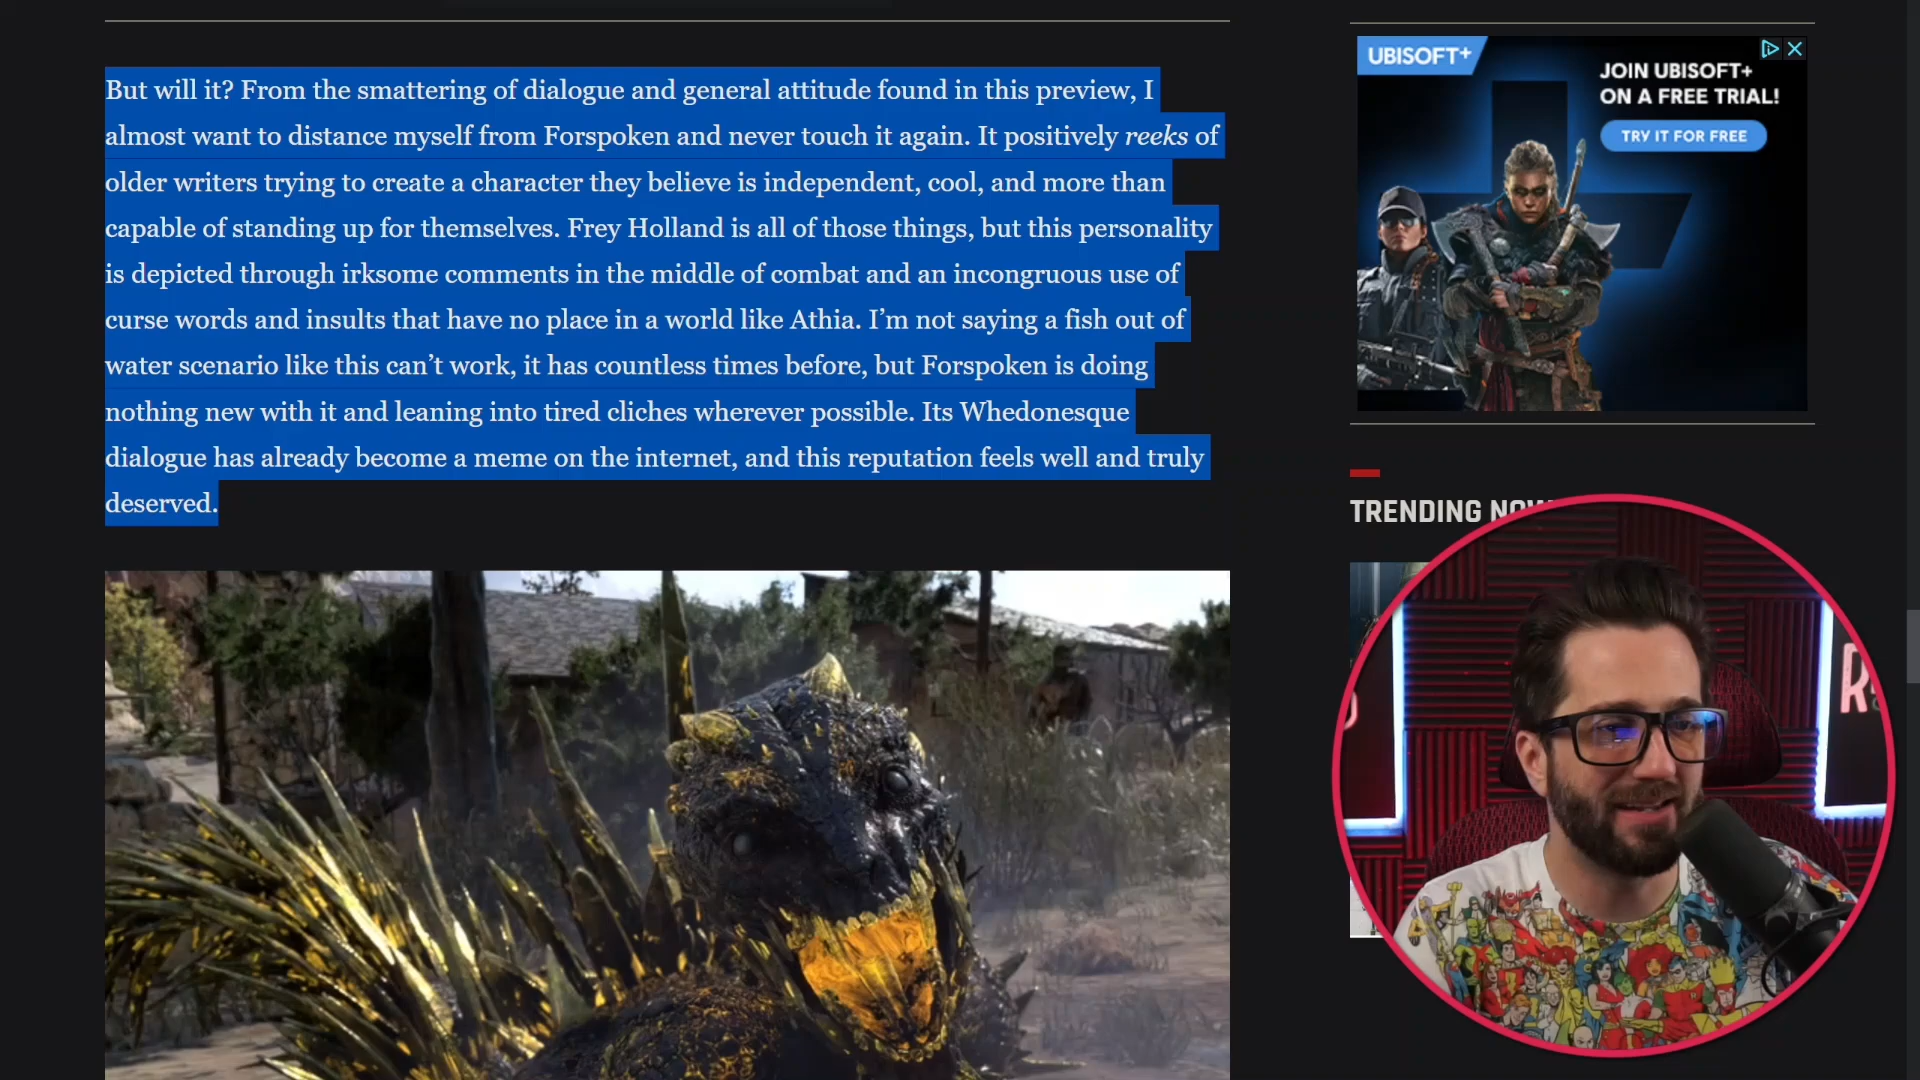 But will it? From the smattering of dialogue and general attitude found in this preview, I
almost want to distance myself from Forspoken and never touch it again. It positively reeks of
older writers trying to create a character they believe is independent, cool, and more than
capable of standing up for themselves. Frey Holland is all of those things, but this personality
is depicted through irksome comments in the middle of combat and an incongruous use of
curse words and insults that have no place in a world like Athia. I’m not saying a fish out of
water scenario like this can’t work, it has countless times before, but Forspoken is doing
nothing new with it and leaning into tired cliches wherever possible. Its Whedonesque
dialogue has already become a meme on the internet, and this reputation feels well and truly
deserved.
UBISOFT+
JOIN UBISOFT+
ON A FREE TRIAL!
TRY IT FOR FREE
TRENDING NOW